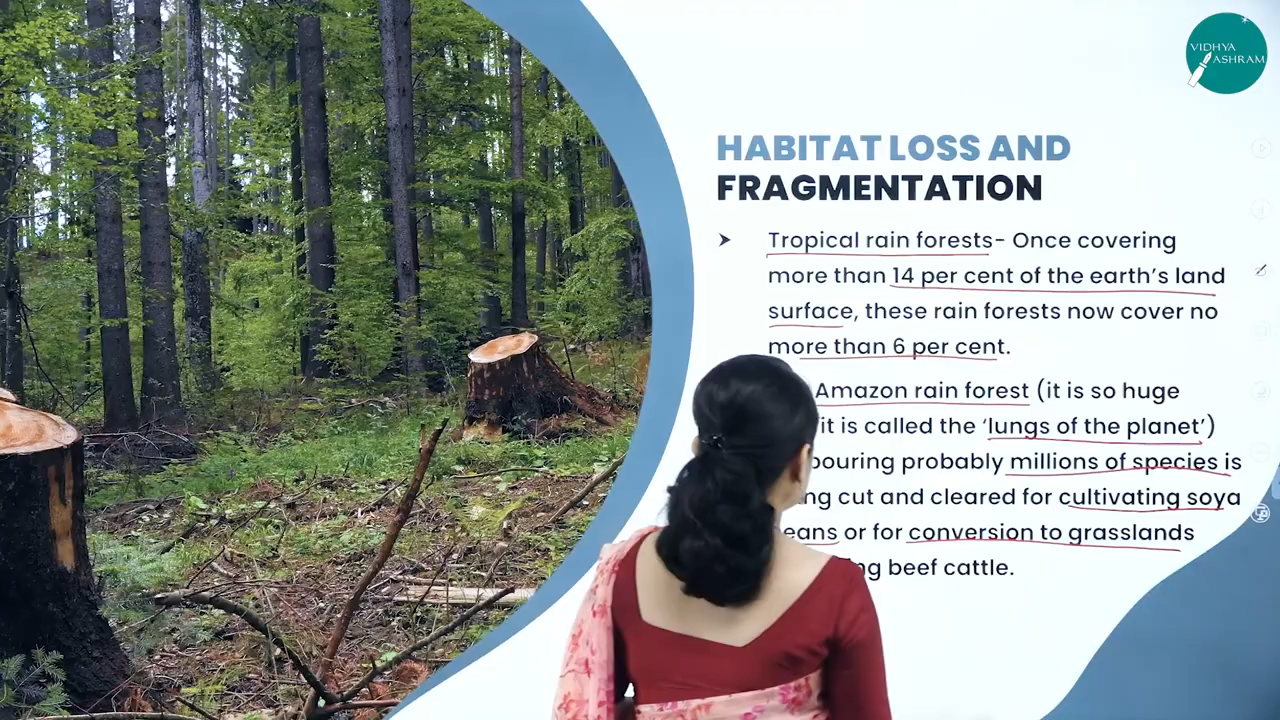 VIDHYA
ASHRAM
HABITAT LOSS AND
FRAGMENTATION
Tropical rain forests- Once covering
more than 14 per cent of the earth's land
surface, these rain forests now cover no
more than 6 per cent.
Amazon rain forest (it is so huge
it is called the 'lungs of the planet')
probably millions of species is
cut and cleared for cultivating soya
or for conversion to grasslands
beef cattle.